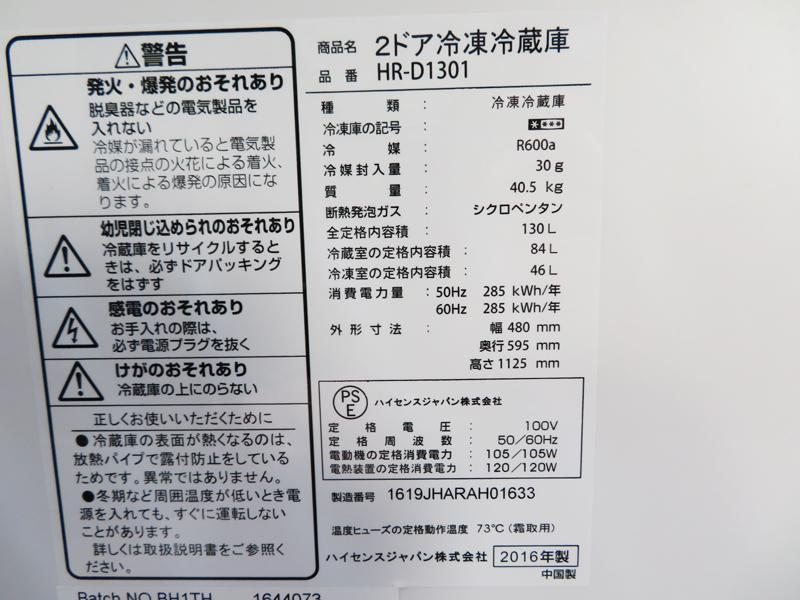 ⚠警告
発火・爆発のおそれあり
脱臭器などの電気製品を
入れない
冷媒が漏れていると電気製
品の接点の火花による着火、
着火による爆発の原因にな
ります。
幼児閉じ込められのおそれあり
冷蔵庫をリサイクルすると
きは、必ずドアパッキング
をはずす
感電のおそれあり
お手入れの際は、
必ず電源プラグを抜く
けがのおそれあり
冷蔵庫の上にのらない
正しくお使いいただくために
●冷蔵庫の表面が熱くなるのは、
放熱パイプで露付防止をしている
ためです。異常ではありません。
●冬期など周囲温度が低いとき電
源を入れても、すぐに運転しない
ことがあります。
詳しくは取扱説明書をご参照く
ださい。
商品名 2ドア冷凍冷蔵庫
品番 HR-D1301
種類 : 冷凍冷蔵庫
冷凍庫の記号 : ****
冷媒 : R600a
冷媒封入量 : 30g
質量 : 40.5 kg
断熱発泡ガス : シクロペンタン
全定格内容積 : 130L
冷蔵室の定格内容積 : 84L
冷凍室の定格内容積 : 46L
消費電力量 : 50Hz 285 kWh/年
60Hz 285 kWh/年
外形寸法 : 幅 480 mm
奥行 595 mm
高さ 1125 mm
PSE ハイセンスジャパン株式会社
定格電圧 : 100V
定格周波数 : 50/60Hz
電動機の定格消費電力 : 105/105W
電熱装置の定格消費電力 : 120/120W
製造番号 1619JHARAH01633
温度ヒューズの定格動作温度 73℃(霜取用)
ハイセンスジャパン株式会社 2016年製
中国製
Batch NO BH1TH 1644073